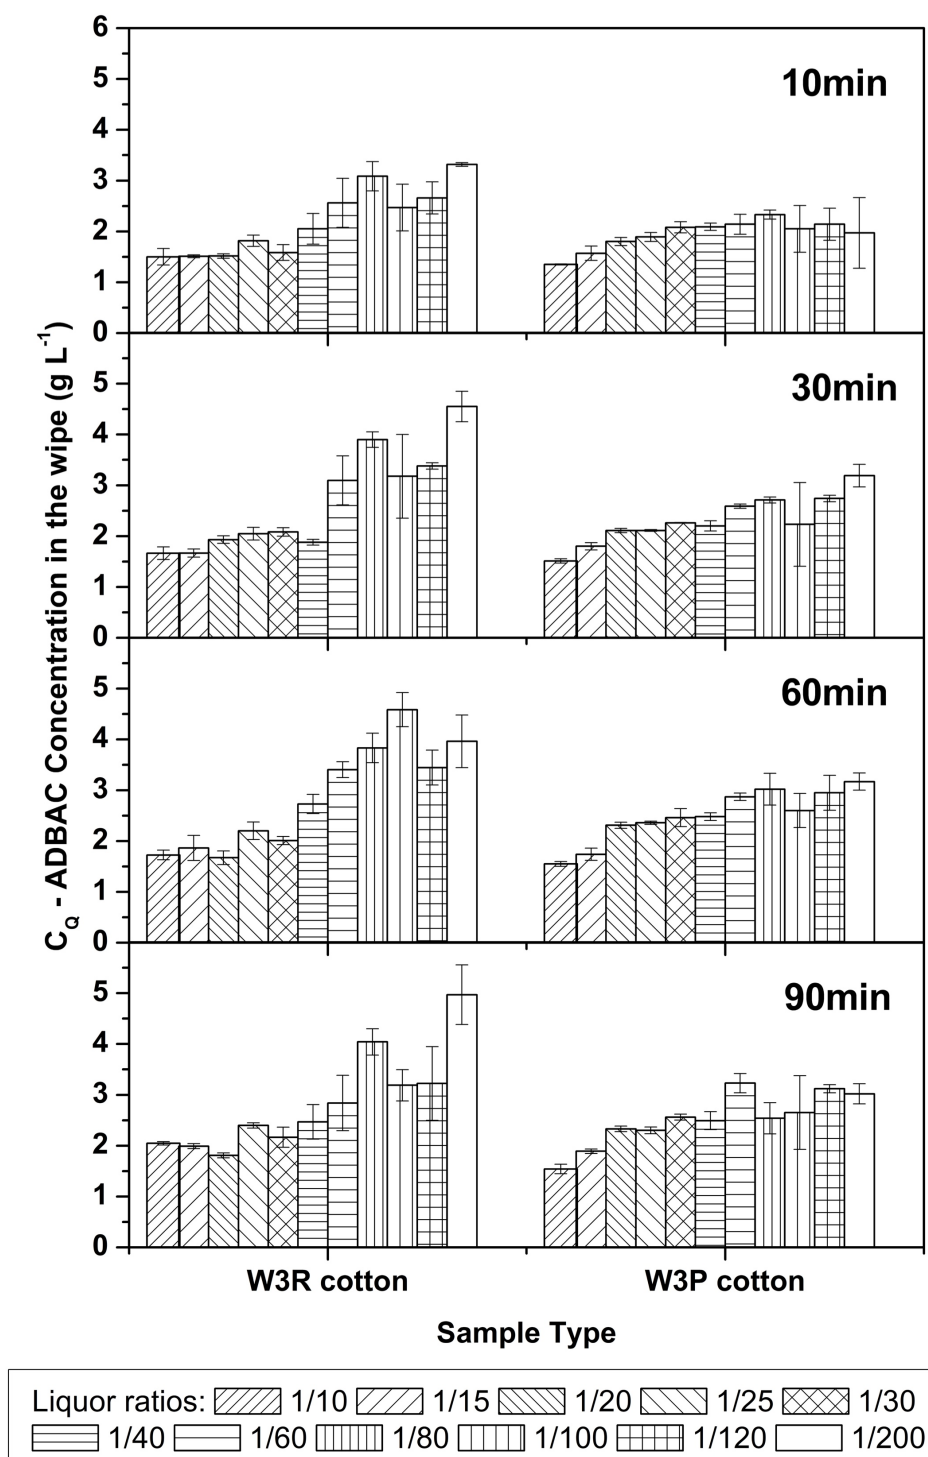 6
5
10min
4
3
2
1
0
5
30min
4
3
2
1
0
5
60min
4
3
2
1
0
5
90min
4
3
2
1
0
C_Q - ADBAC Concentration in the wipe (g L^-1)
W3R cotton W3P cotton
Sample Type
Liquor ratios: 1/10 1/15 1/20 1/25 1/30
1/40 1/60 1/80 1/100 1/120 1/200